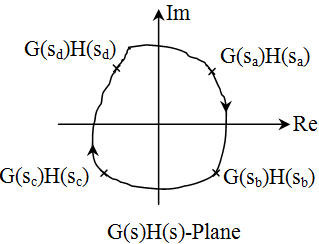 Im
G(s_d)H(s_d)
G(s_a)H(s_a)
Re
G(s_c)H(s_c)
G(s_b)H(s_b)
G(s)H(s)-Plane